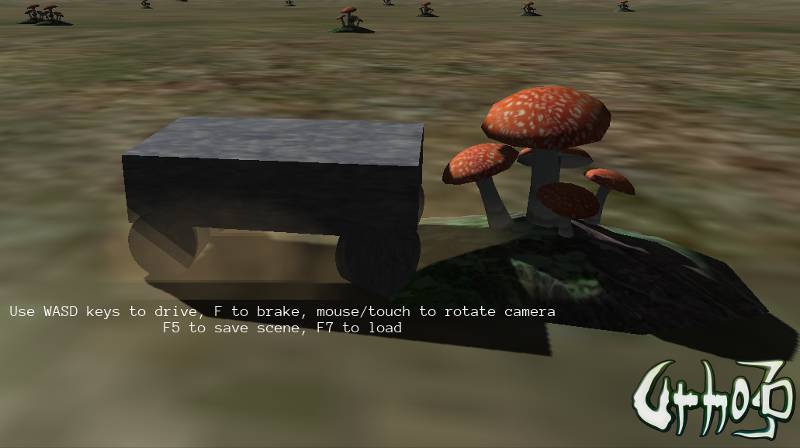 Use WASD keys to drive, F to brake, mouse/touch to rotate camera
F5 to save scene, F7 to load